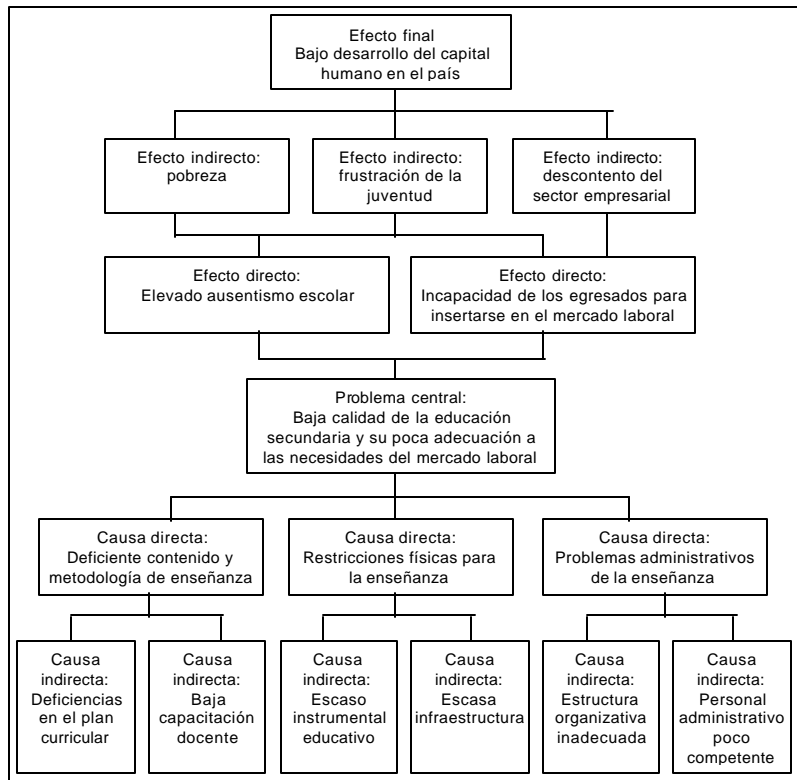 Efecto final
Bajo desarrollo del capital
humano en el país
Efecto indirecto:
pobreza
Efecto indirecto:
frustración de la
juventud
Efecto indirecto:
descontento del
sector empresarial
Efecto directo:
Elevado ausentismo escolar
Efecto directo:
Incapacidad de los egresados para
insertarse en el mercado laboral
Problema central:
Baja calidad de la educación
secundaria y su poca adecuación a
las necesidades del mercado laboral
Causa directa:
Deficiente contenido y
metodología de enseñanza
Causa directa:
Restricciones físicas para
la enseñanza
Causa directa:
Problemas administrativos
de la enseñanza
Causa
indirecta:
Deficiencias
en el plan
curricular
Causa
indirecta:
Baja
capacitación
docente
Causa
indirecta:
Escaso
instrumental
educativo
Causa
indirecta:
Escasa
infraestructura
Causa
indirecta:
Estructura
organizativa
inadecuada
Causa
indirecta:
Personal
administrativo
poco
competente